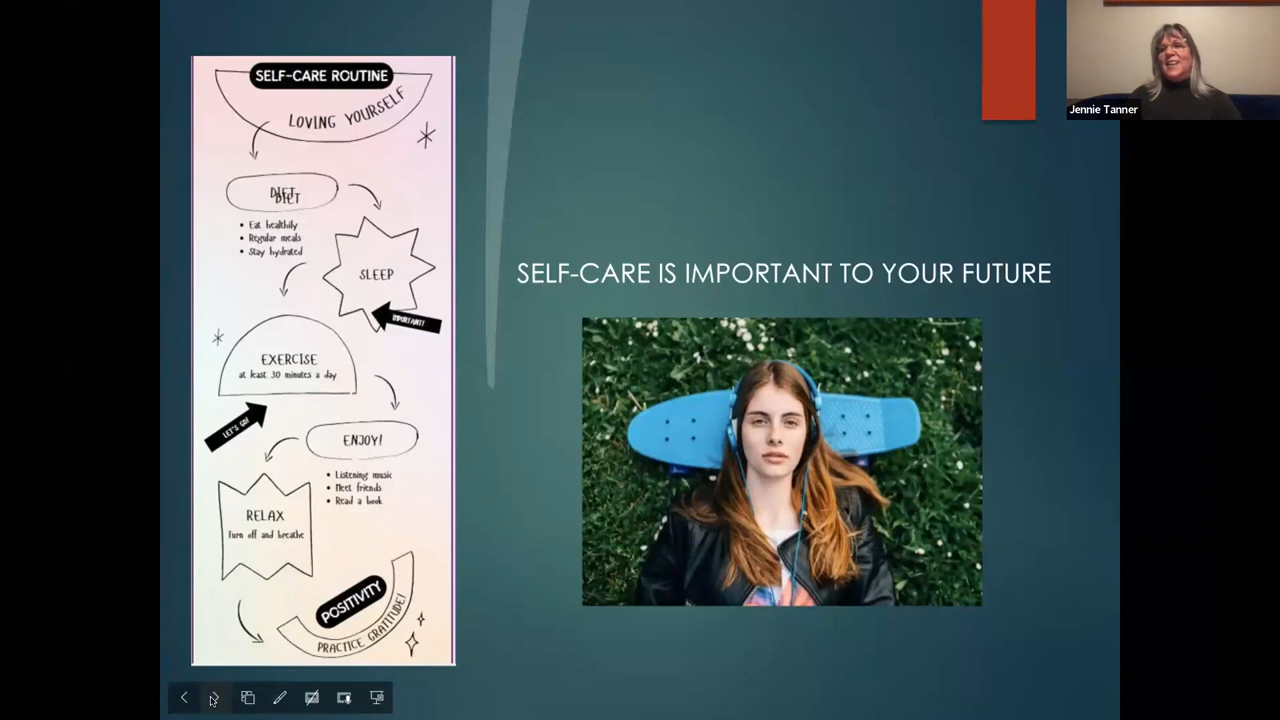 SELF-CARE ROUTINE
LOVING YOURSELF
DIET
DIET
Eat healthily
Regular meals
Stay hydrated
SLEEP
IMPORTANT!
EXERCISE
at least 30 minutes a day
LET'S GO!
ENJOY!
Listening music
Meet friends
Read a book
RELAX
Turn off and breathe
POSITIVITY
PRACTICE GRATITUDE!
SELF-CARE IS IMPORTANT TO YOUR FUTURE
Jennie Tanner